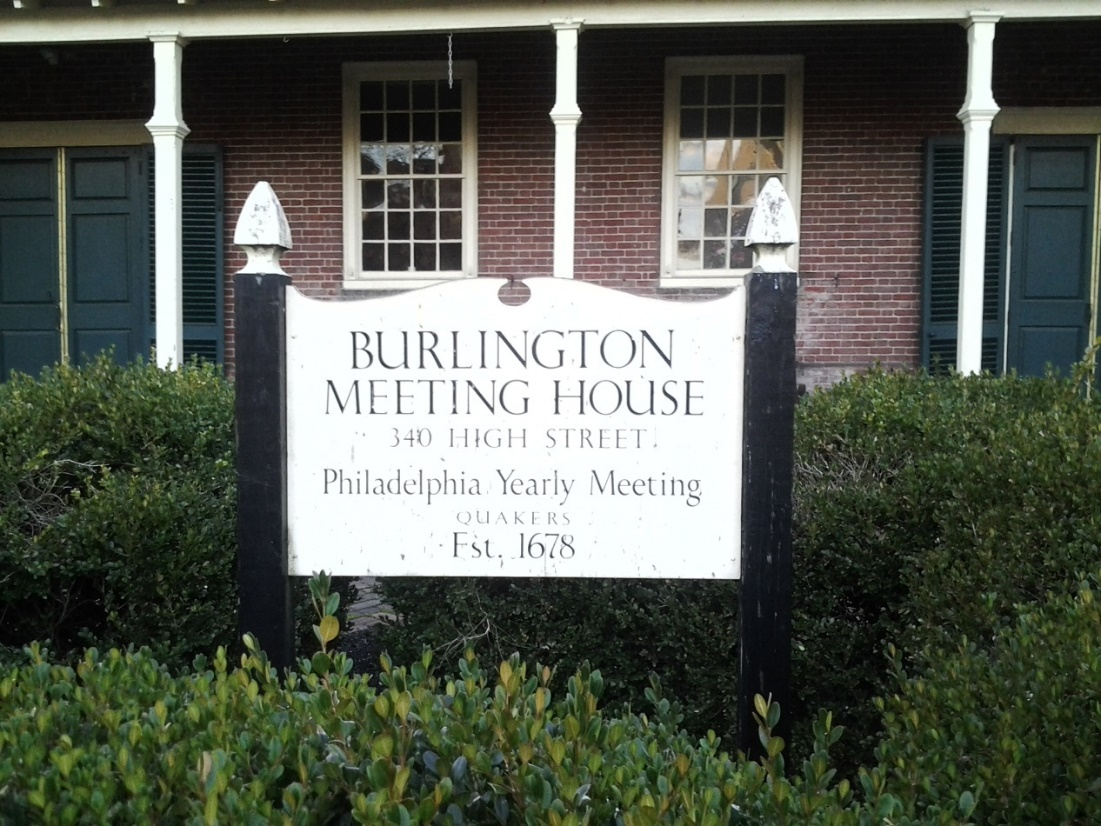 BURLINGTON
MEETING HOUSE
340 HIGH STREET
Philadelphia Yearly Meeting
QUAKERS
Est. 1678